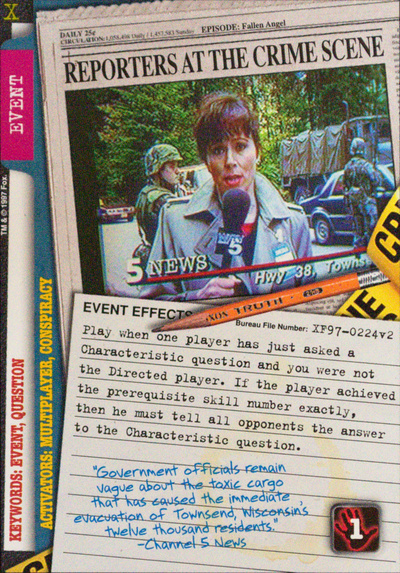 X
DAILY 25¢
EPISODE: Fallen Angel
REPORTERS AT THE CRIME SCENE
EVENT
TM & © 1997 Fox.
5
5 NEWS
Hwy 38, Towns
EVENT EFFECTS
TRUTH
Bureau File Number: XF97-0224v2
Play when one player has just asked a
Characteristic question and you were not
the Directed player. If the player achieved
the prerequisite skill number exactly,
then he must tell all opponents the answer
to the Characteristic question.
"Government officials remain
vague about the toxic cargo
that has caused the immediate
evacuation of Townsend, Wisconsin's
twelve thousand residents."
-Channel 5 News
1
KEYWORDS: EVENT, QUESTION
ACTIVATORS: MULTIPLAYER, CONSPIRACY